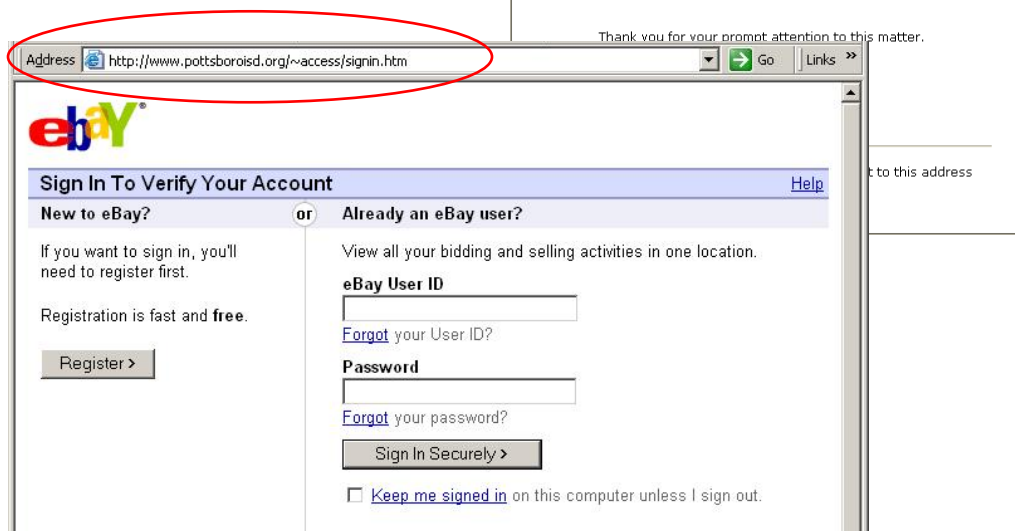 Thank you for your prompt attention to this matter.
Address http://www.pottsboroisd.org/~access/signin.htm Go Links »
ebaY®
t to this address
Sign In To Verify Your Account Help
New to eBay? or Already an eBay user?
If you want to sign in, you'll
need to register first.
Registration is fast and free.
Register >
View all your bidding and selling activities in one location.
eBay User ID
Forgot your User ID?
Password
Forgot your password?
Sign In Securely >
Keep me signed in on this computer unless I sign out.